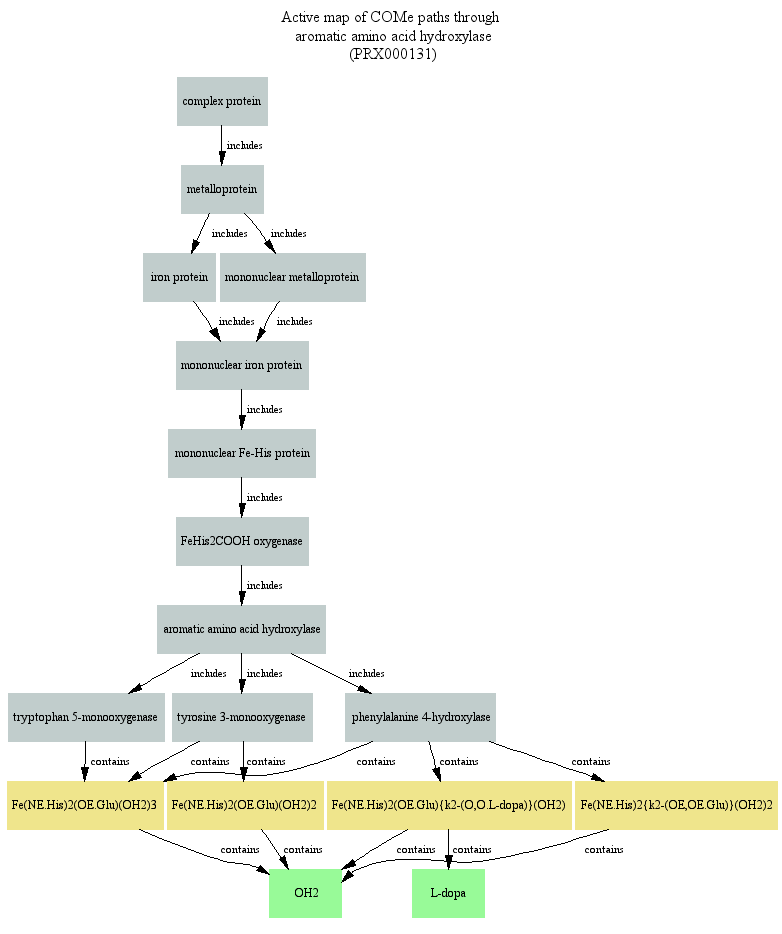 Active map of COMe paths through
aromatic amino acid hydroxylase
(PRX000131)
complex protein
includes
metalloprotein
includes includes
iron protein mononuclear metalloprotein
includes includes
mononuclear iron protein
includes
mononuclear Fe-His protein
includes
FeHis2COOH oxygenase
includes
aromatic amino acid hydroxylase
includes includes includes
tryptophan 5-monooxygenase tyrosine 3-monooxygenase phenylalanine 4-hydroxylase
contains contains contains contains contains contains
Fe(NE.His)2(OE.Glu)(OH2)3 Fe(NE.His)2(OE.Glu)(OH2)2 Fe(NE.His)2(OE.Glu){k2-(O,O.L-dopa)}(OH2) Fe(NE.His)2{k2-(OE,OE.Glu)}(OH2)2
contains contains contains contains contains
OH2 L-dopa